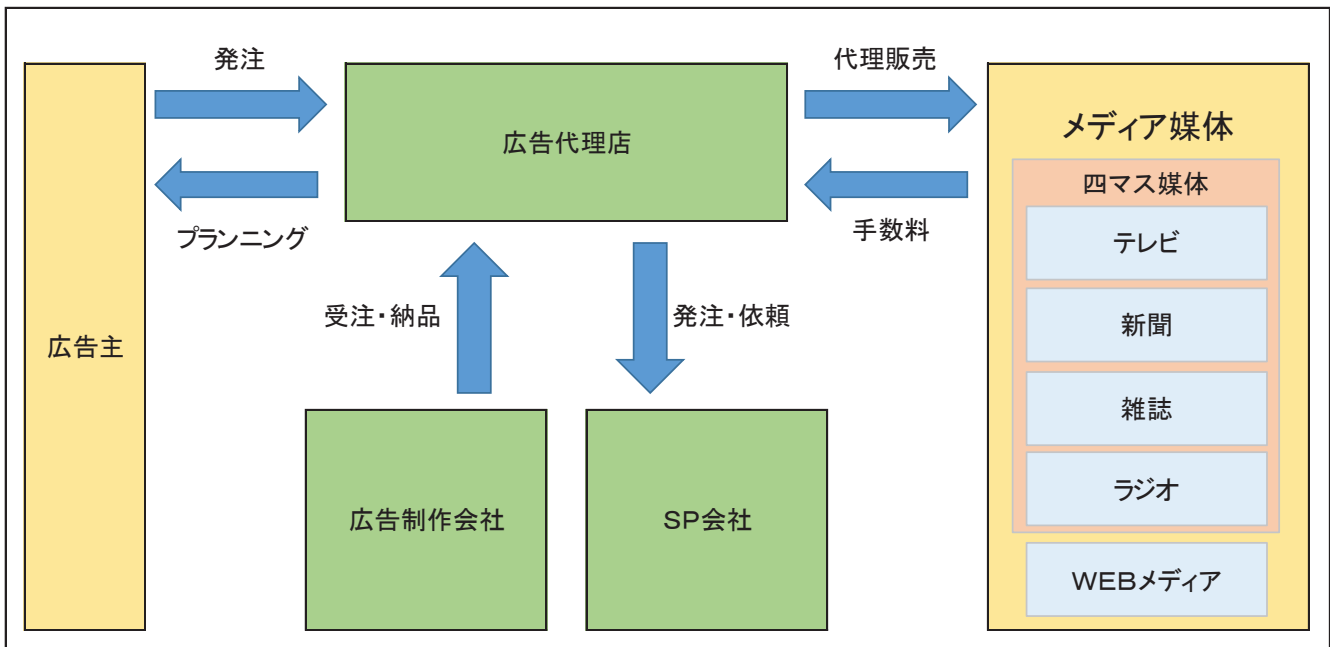 発注
代理販売
広告代理店
メディア媒体
四マス媒体
プランニング
手数料
テレビ
受注・納品
発注・依頼
新聞
広告主
雑誌
ラジオ
広告制作会社
SP会社
WEBメディア